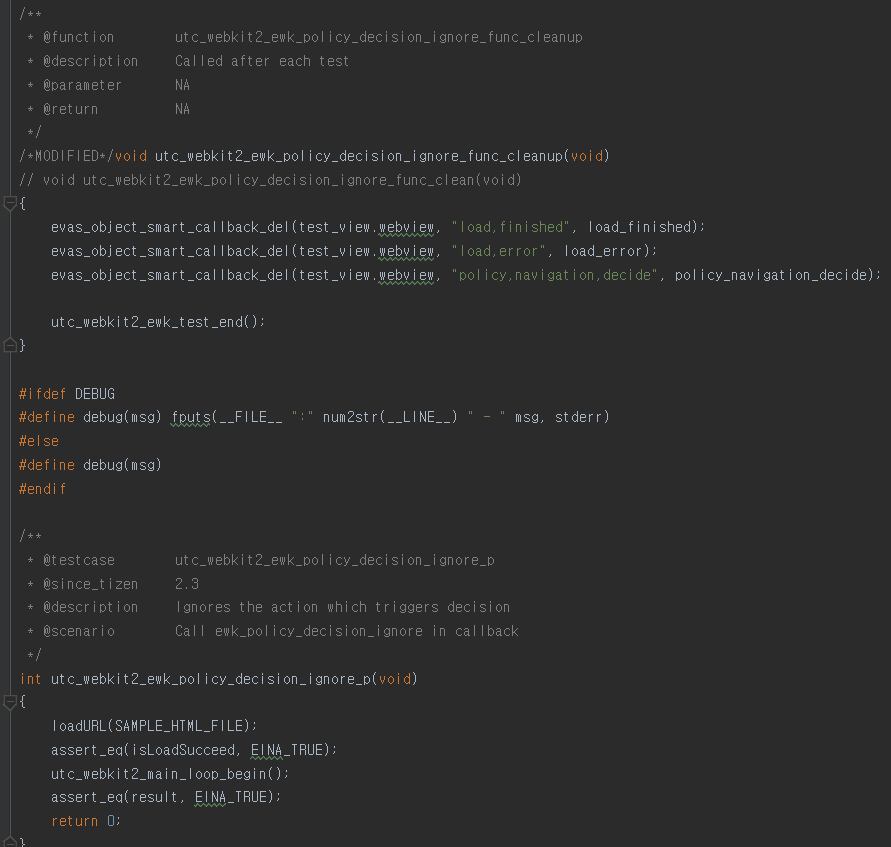 /**
 * @function        utc_webkit2_ewk_policy_decision_ignore_func_cleanup
 * @description     Called after each test
 * @parameter       NA
 * @return          NA
 */
/*MODIFIED*/void utc_webkit2_ewk_policy_decision_ignore_func_cleanup(void)
// void utc_webkit2_ewk_policy_decision_ignore_func_clean(void)
{
    evas_object_smart_callback_del(test_view.webview, "load,finished", load_finished);
    evas_object_smart_callback_del(test_view.webview, "load,error", load_error);
    evas_object_smart_callback_del(test_view.webview, "policy,navigation,decide", policy_navigation_decide);
    utc_webkit2_ewk_test_end();
}
#ifdef DEBUG
#define debug(msg) fputs(__FILE__ ":" num2str(__LINE__) " - " msg, stderr)
#else
#define debug(msg)
#endif
/**
 * @testcase        utc_webkit2_ewk_policy_decision_ignore_p
 * @since_tizen     2.3
 * @description     Ignores the action which triggers decision
 * @scenario        Call ewk_policy_decision_ignore in callback
 */
int utc_webkit2_ewk_policy_decision_ignore_p(void)
{
    loadURL(SAMPLE_HTML_FILE);
    assert_eq(isLoadSucceed, EINA_TRUE);
    utc_webkit2_main_loop_begin();
    assert_eq(result, EINA_TRUE);
    return 0;
}